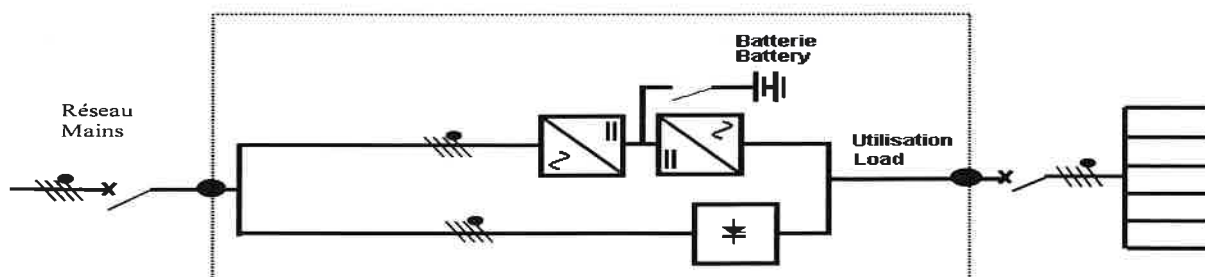 Batterie
Battery
Réseau
Mains
Utilisation
Load